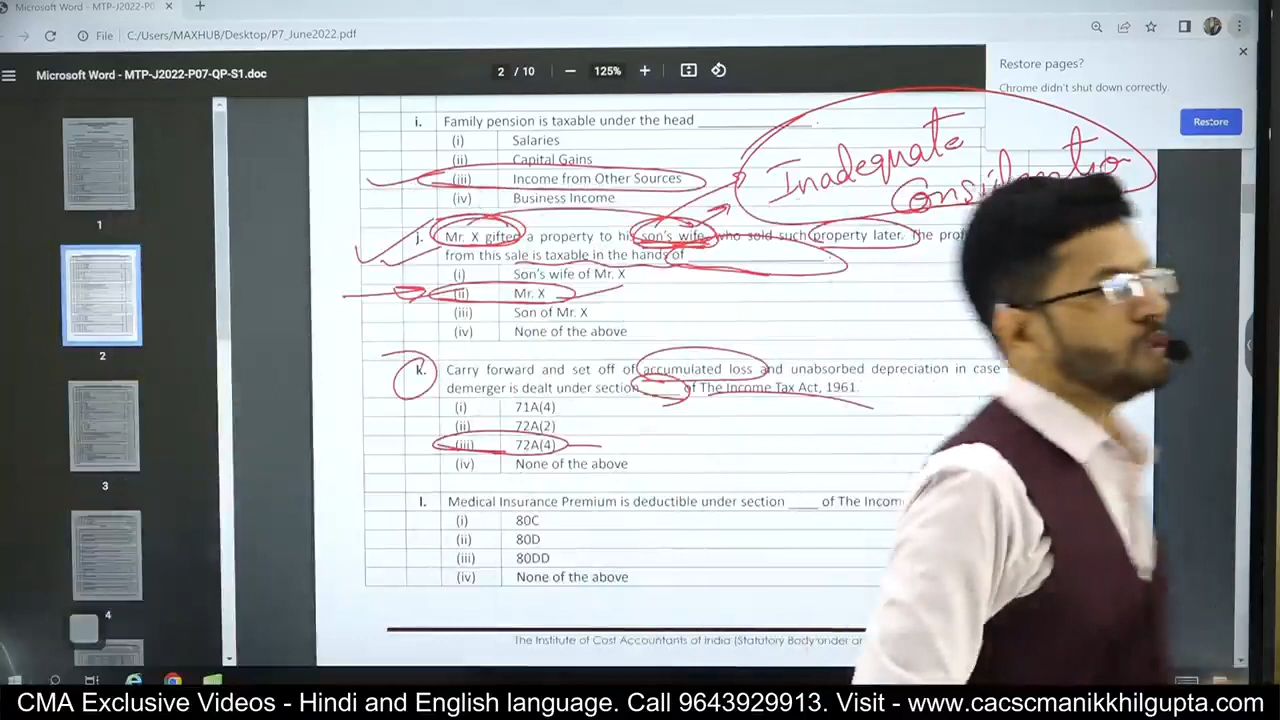 Microsoft Word - MTP-J2022-P0
File C:/Users/MAXHUB/Desktop/P7_June2022.pdf
Microsoft Word - MTP-J2022-P07-QP-S1.doc
2 / 10
125%
Restore pages?
Chrome didn't shut down correctly.
Restore
i. Family pension is taxable under the head
(i) Salaries
(ii) Capital Gains
(iii) Income from Other Sources
(iv) Business Income
Inadequate
j. Mr. X gifted a property to his son's wife, who sold such property later. The
from this sale is taxable in the hands of
(i) Son's wife of Mr. X
(ii) Mr. X
(iii) Son of Mr. X
(iv) None of the above
k. Carry forward and set off of accumulated loss and unabsorbed depreciation in case
demerger is dealt under section ____ of The Income Tax Act, 1961.
(i) 71A(4)
(ii) 72A(2)
(iii) 72A(4)
(iv) None of the above
l. Medical Insurance Premium is deductible under section ____ of The
(i) 80C
(ii) 80D
(iii) 80DD
(iv) None of the above
The Institute of Cost Accountants of India (Statutory Body under
1
2
3
4
CMA Exclusive Videos - Hindi and English language. Call 9643929913. Visit - www.cacscmanikkhilgupta.com